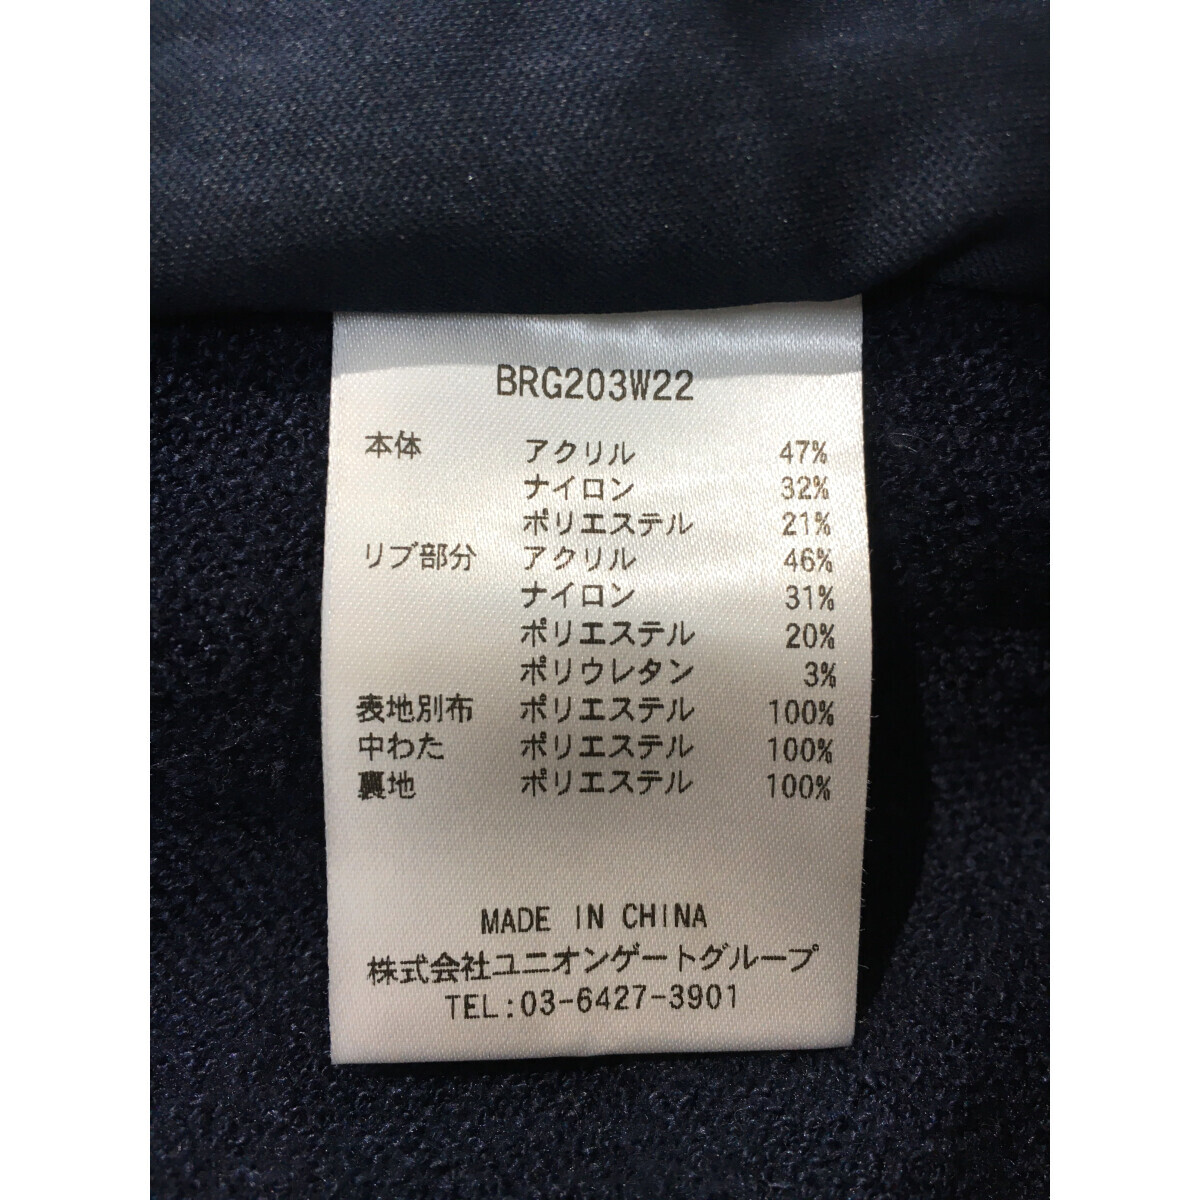 BRG203W22
本体 アクリル 47%
ナイロン 32%
ポリエステル 21%
リブ部分 アクリル 46%
ナイロン 31%
ポリエステル 20%
ポリウレタン 3%
表地別布 ポリエステル 100%
中わた ポリエステル 100%
裏地 ポリエステル 100%
MADE IN CHINA
株式会社ユニオンゲートグループ
TEL:03-6427-3901